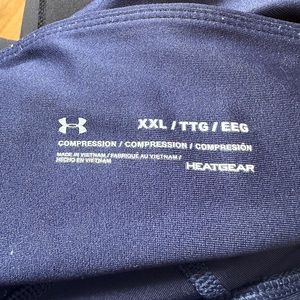 XXL / TTG / EEG
COMPRESSION / COMPRESSION / COMPRESIÓN
MADE IN VIETNAM / FABRIQUÉ AU VIETNAM /
HECHO EN VIETNAM
HEATGEAR